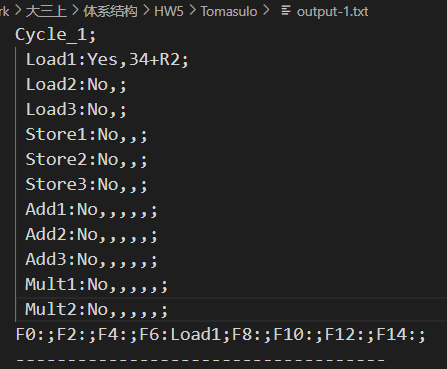 rk > 大三上 > 体系结构 > HW5 > Tomasulo > output-1.txt
Cycle_1;
Load1:Yes,34+R2;
Load2:No,;
Load3:No,;
Store1:No,,;
Store2:No,,;
Store3:No,,;
Add1:No,,,,,;
Add2:No,,,,,;
Add3:No,,,,,;
Mult1:No,,,,,;
Mult2:No,,,,,;
F0:;F2:;F4:;F6:Load1;F8:;F10:;F12:;F14:;
------------------------------------